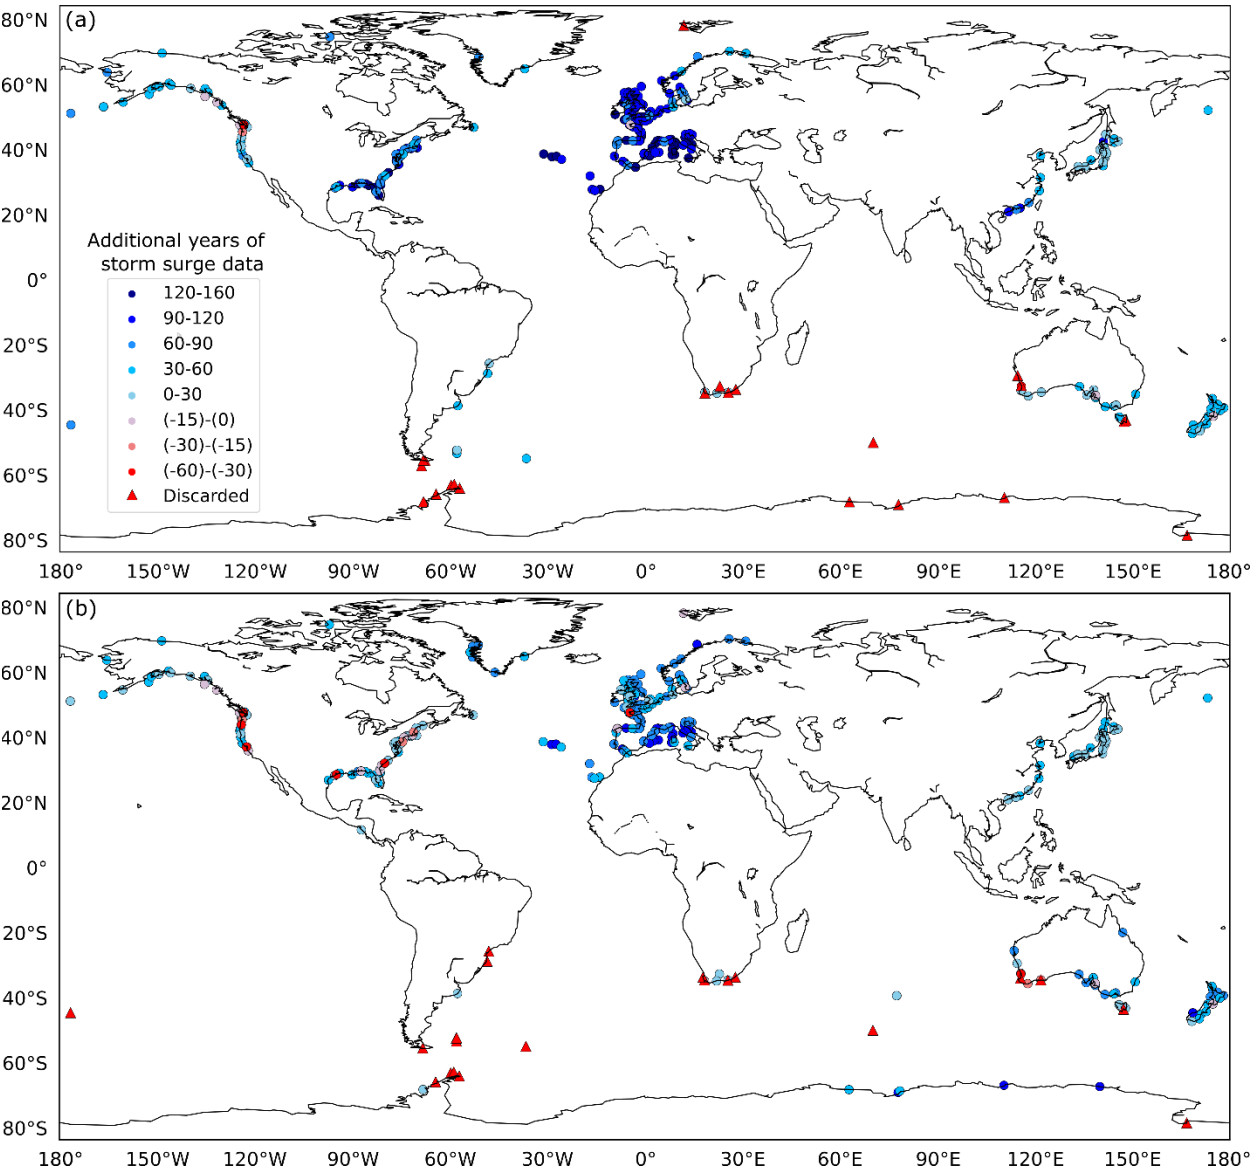 (a)
80°N
60°N
40°N
20°N
0°
20°S
40°S
60°S
80°S
Additional years of
storm surge data
120-160
90-120
60-90
30-60
0-30
(-15)-(0)
(-30)-(-15)
(-60)-(-30)
Discarded
180° 150°W 120°W 90°W 60°W 30°W 0° 30°E 60°E 90°E 120°E 150°E 180°
(b)
80°N
60°N
40°N
20°N
0°
20°S
40°S
60°S
80°S
180° 150°W 120°W 90°W 60°W 30°W 0° 30°E 60°E 90°E 120°E 150°E 180°